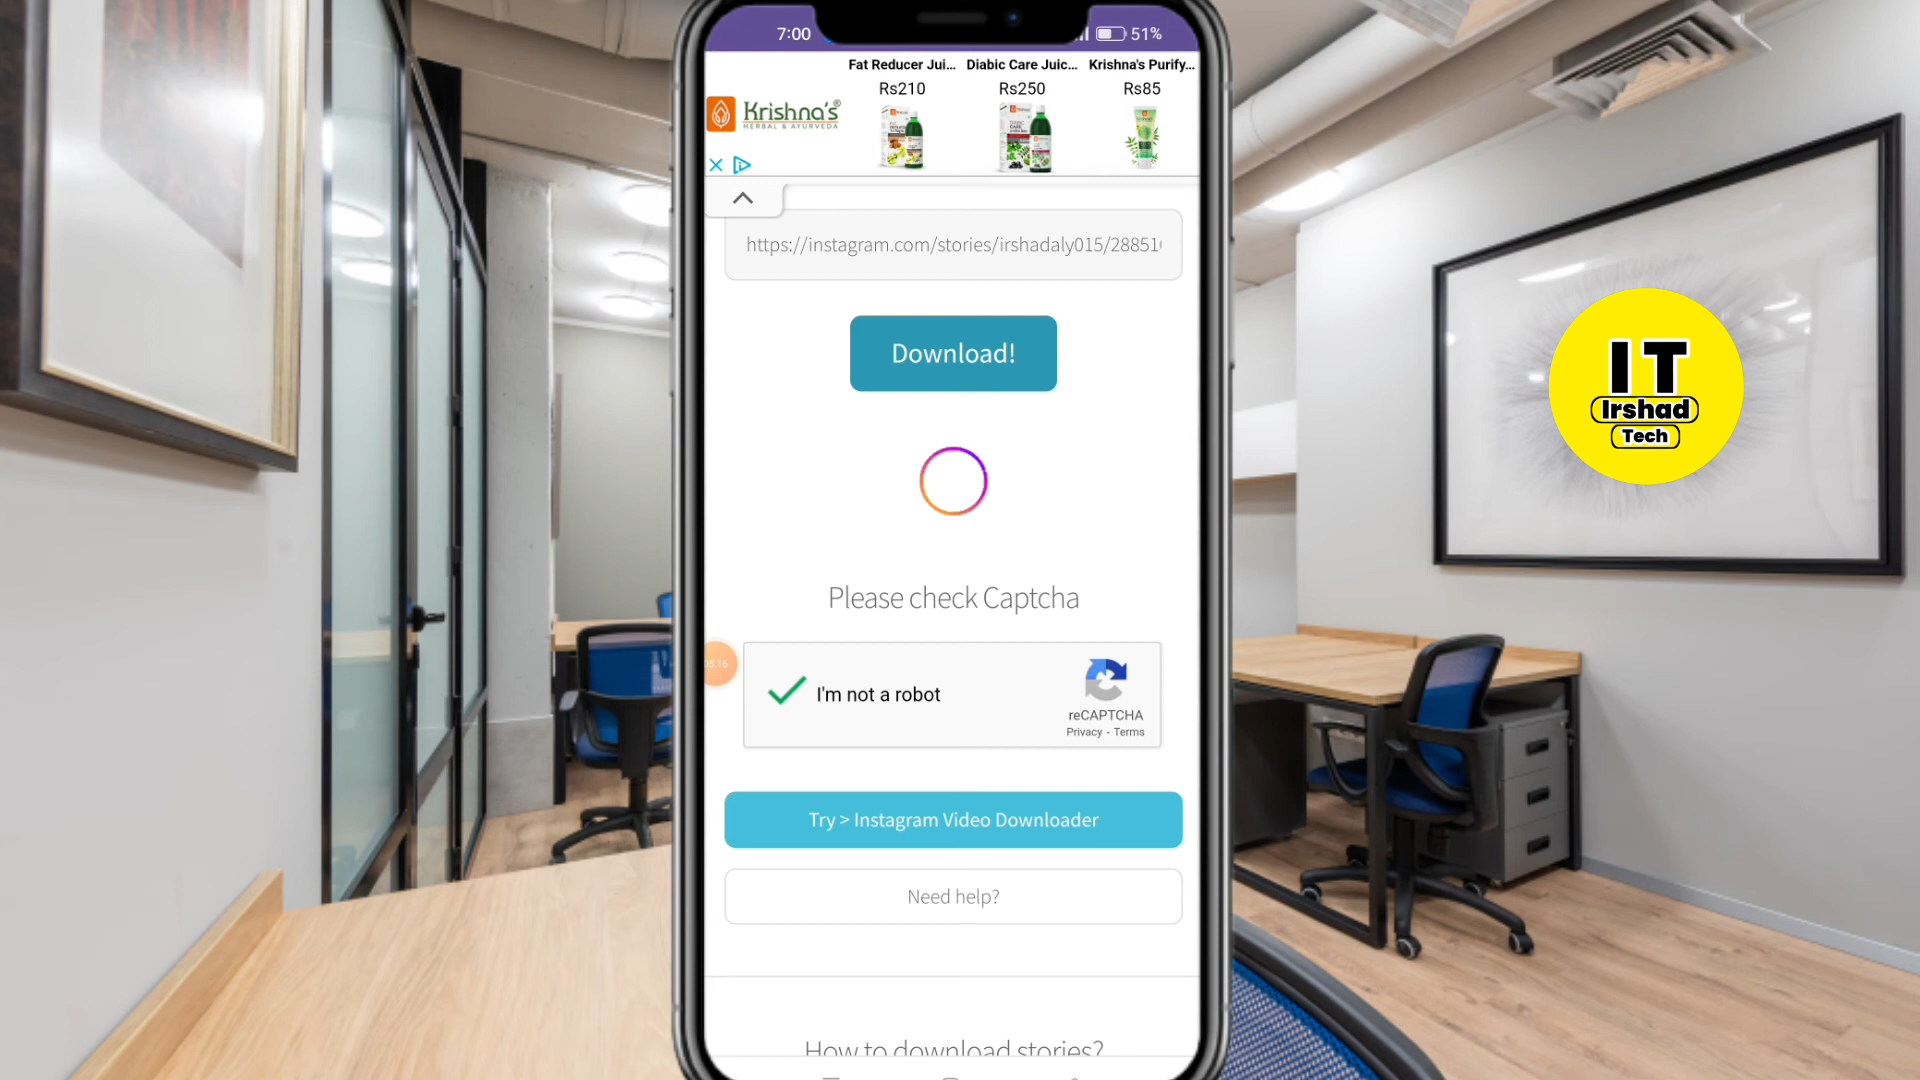 7:00
51%
Fat Reducer Jui...
Diabic Care Juic...
Krishna's Purify...
Rs210
Rs250
Rs85
Krishna's®
HERBAL & AYURVEDA
https://instagram.com/stories/irshadaly015/28851
Download!
Please check Captcha
05:16
I'm not a robot
reCAPTCHA
Privacy - Terms
Try > Instagram Video Downloader
Need help?
How to download stories?
IT
Irshad
Tech